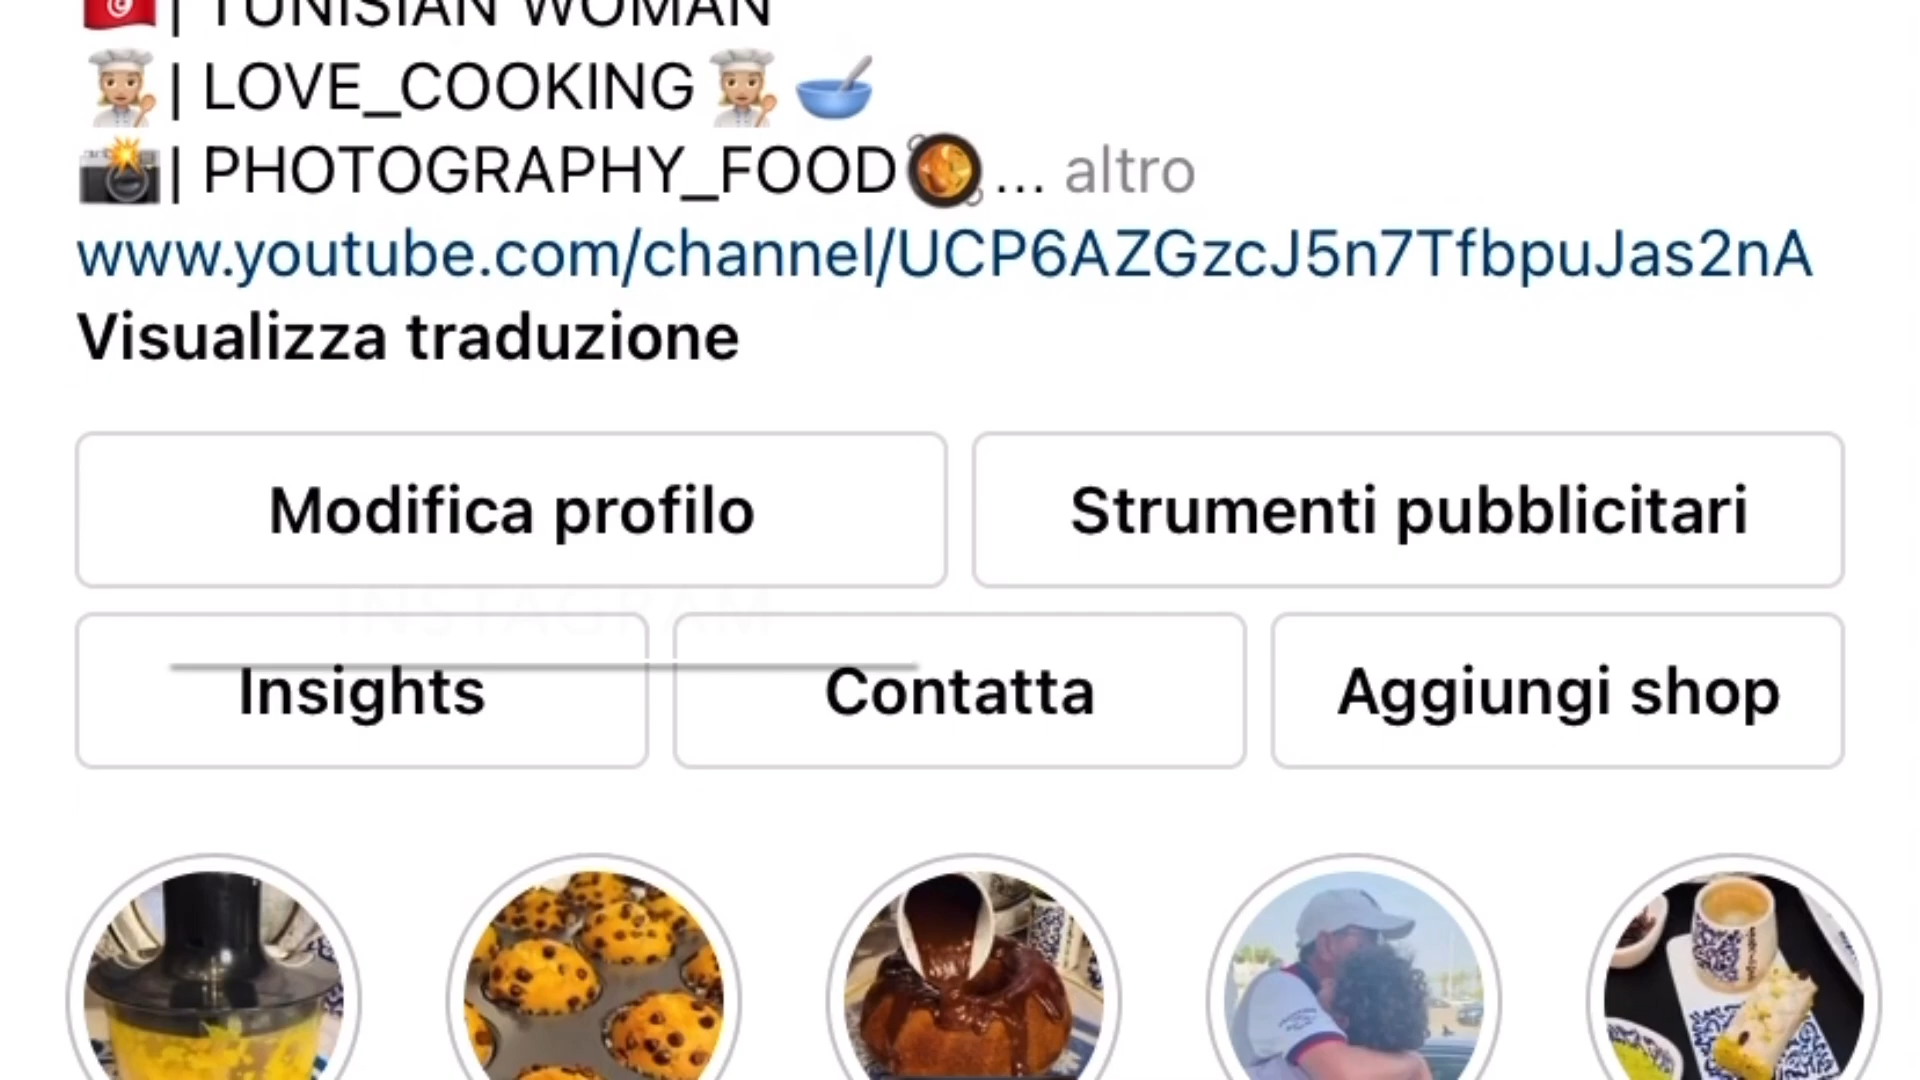 | TUNISIAN WOMAN
| LOVE_COOKING
| PHOTOGRAPHY_FOOD... altro
www.youtube.com/channel/UCP6AZGzcJ5n7TfbpuJas2nA
Visualizza traduzione
Modifica profilo
Strumenti pubblicitari
INSTAGRAM
Insights
Contatta
Aggiungi shop